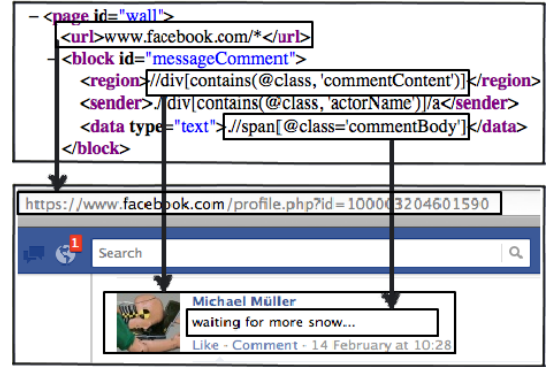 – <page id="wall">
<url>www.facebook.com/*</url>
– <block id="messageComment">
<region>//div[contains(@class, 'commentContent')]</region>
<sender>.//div[contains(@class, 'actorName')]/a</sender>
<data type="text">.//span[@class='commentBody']</data>
</block>
https://www.facebook.com/profile.php?id=100003204601590
1
Search
Michael Müller
waiting for more snow...
Like · Comment · 14 February at 10:28